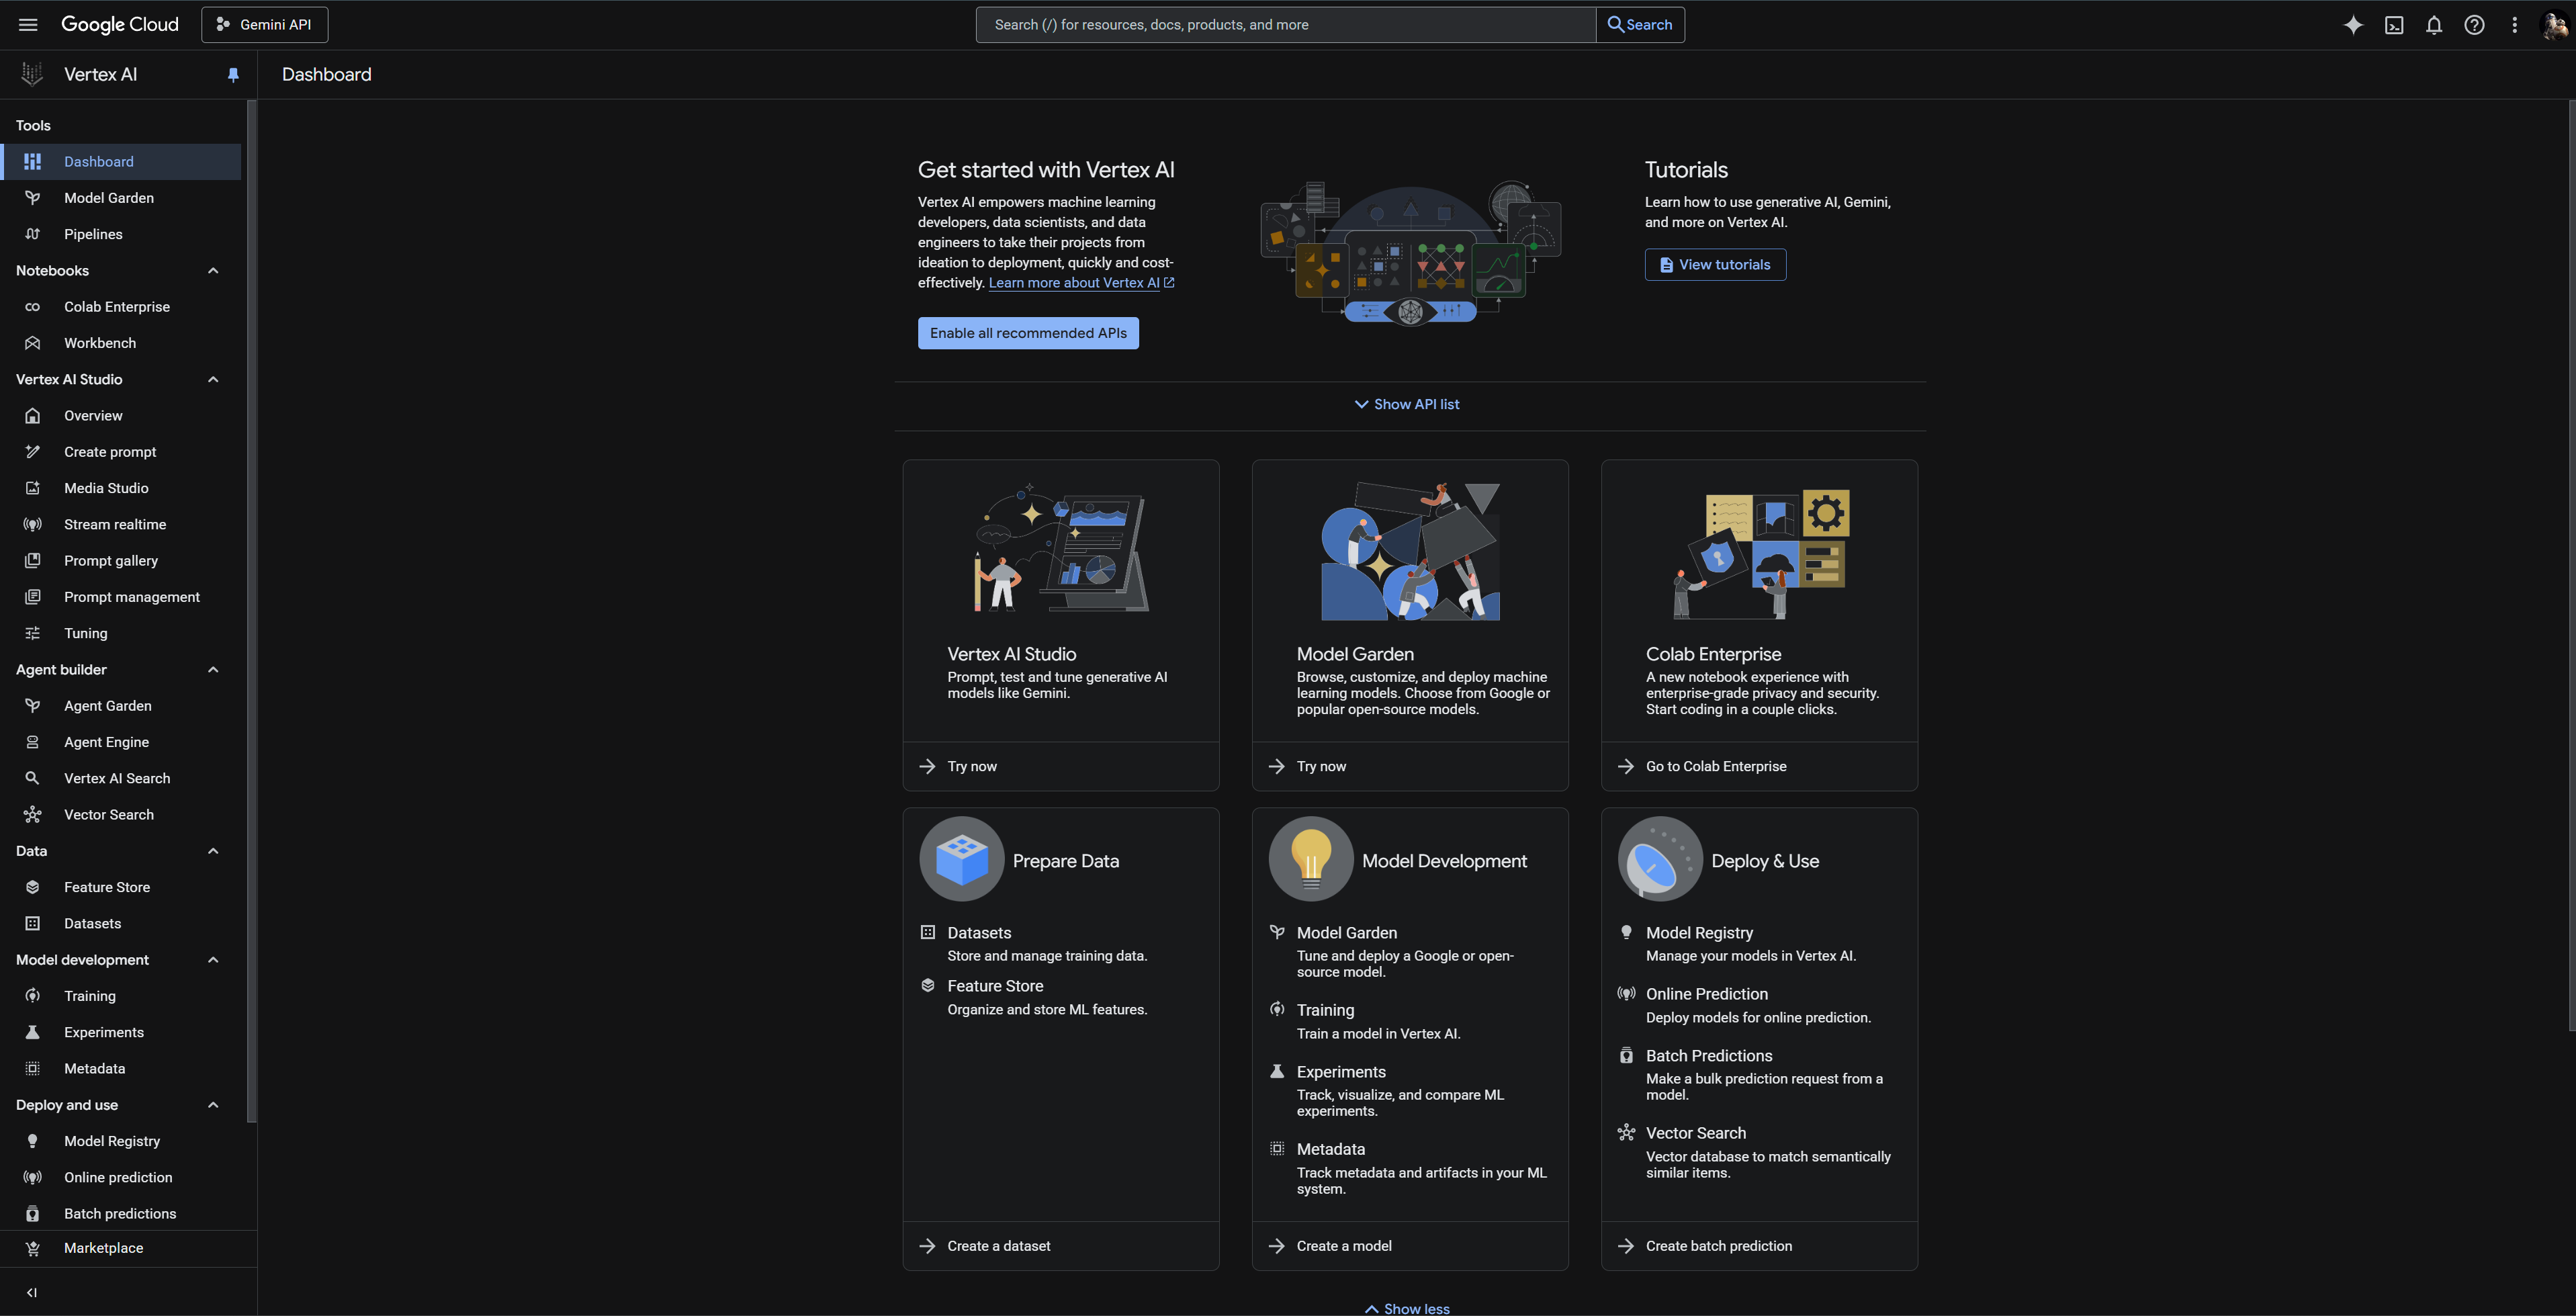 Google Cloud
Gemini API
Search (/) for resources, docs, products, and more
Search
Vertex AI
Dashboard
Tools
Dashboard
Model Garden
Pipelines
Notebooks
Colab Enterprise
Workbench
Vertex AI Studio
Overview
Create prompt
Media Studio
Stream realtime
Prompt gallery
Prompt management
Tuning
Agent builder
Agent Garden
Agent Engine
Vertex AI Search
Vector Search
Data
Feature Store
Datasets
Model development
Training
Experiments
Metadata
Deploy and use
Model Registry
Online prediction
Batch predictions
Marketplace
Get started with Vertex AI
Vertex AI empowers machine learning
developers, data scientists, and data
engineers to take their projects from
ideation to deployment, quickly and cost-
effectively. Learn more about Vertex AI
Enable all recommended APIs
Tutorials
Learn how to use generative AI, Gemini,
and more on Vertex AI.
View tutorials
Show API list
Vertex AI Studio
Prompt, test and tune generative AI
models like Gemini.
Try now
Model Garden
Browse, customize, and deploy machine
learning models. Choose from Google or
popular open-source models.
Try now
Colab Enterprise
A new notebook experience with
enterprise-grade privacy and security.
Start coding in a couple clicks.
Go to Colab Enterprise
Prepare Data
Datasets
Store and manage training data.
Feature Store
Organize and store ML features.
Create a dataset
Model Development
Model Garden
Tune and deploy a Google or open-
source model.
Training
Train a model in Vertex AI.
Experiments
Track, visualize, and compare ML
experiments.
Metadata
Track metadata and artifacts in your ML
system.
Create a model
Deploy & Use
Model Registry
Manage your models in Vertex AI.
Online Prediction
Deploy models for online prediction.
Batch Predictions
Make a bulk prediction request from a
model.
Vector Search
Vector database to match semantically
similar items.
Create batch prediction
Show less